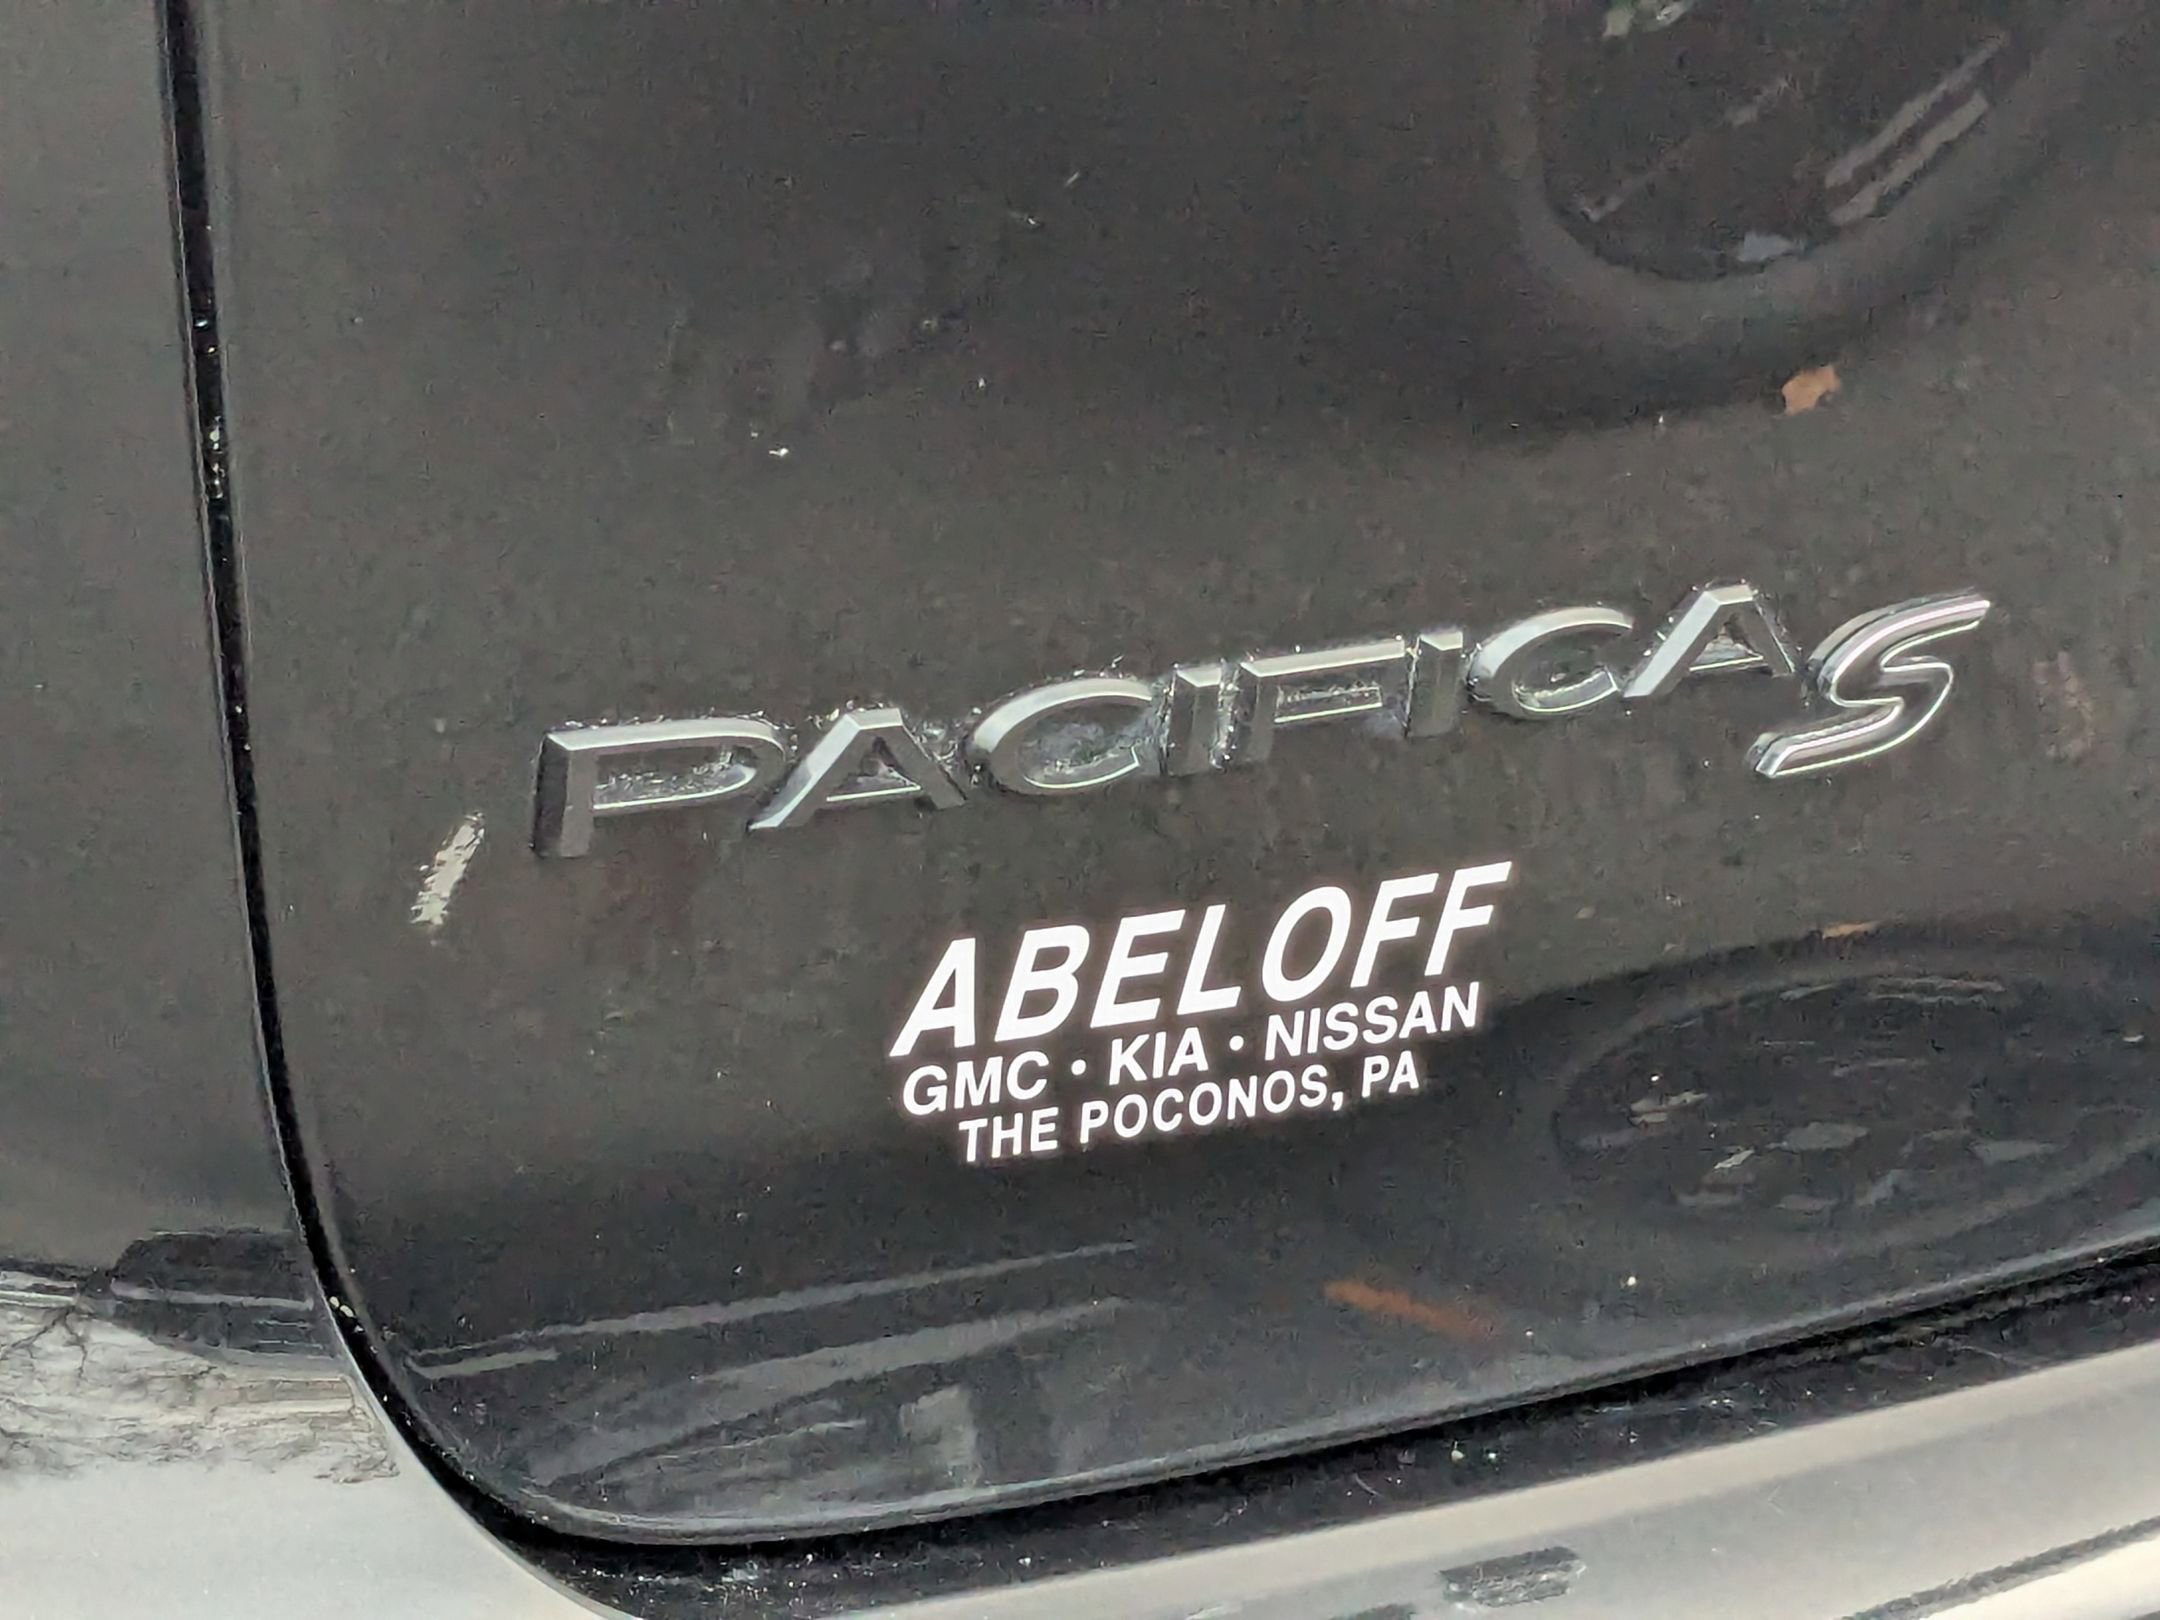 PACIFICA S
ABELOFF
GMC • KIA • NISSAN
THE POCONOS, PA